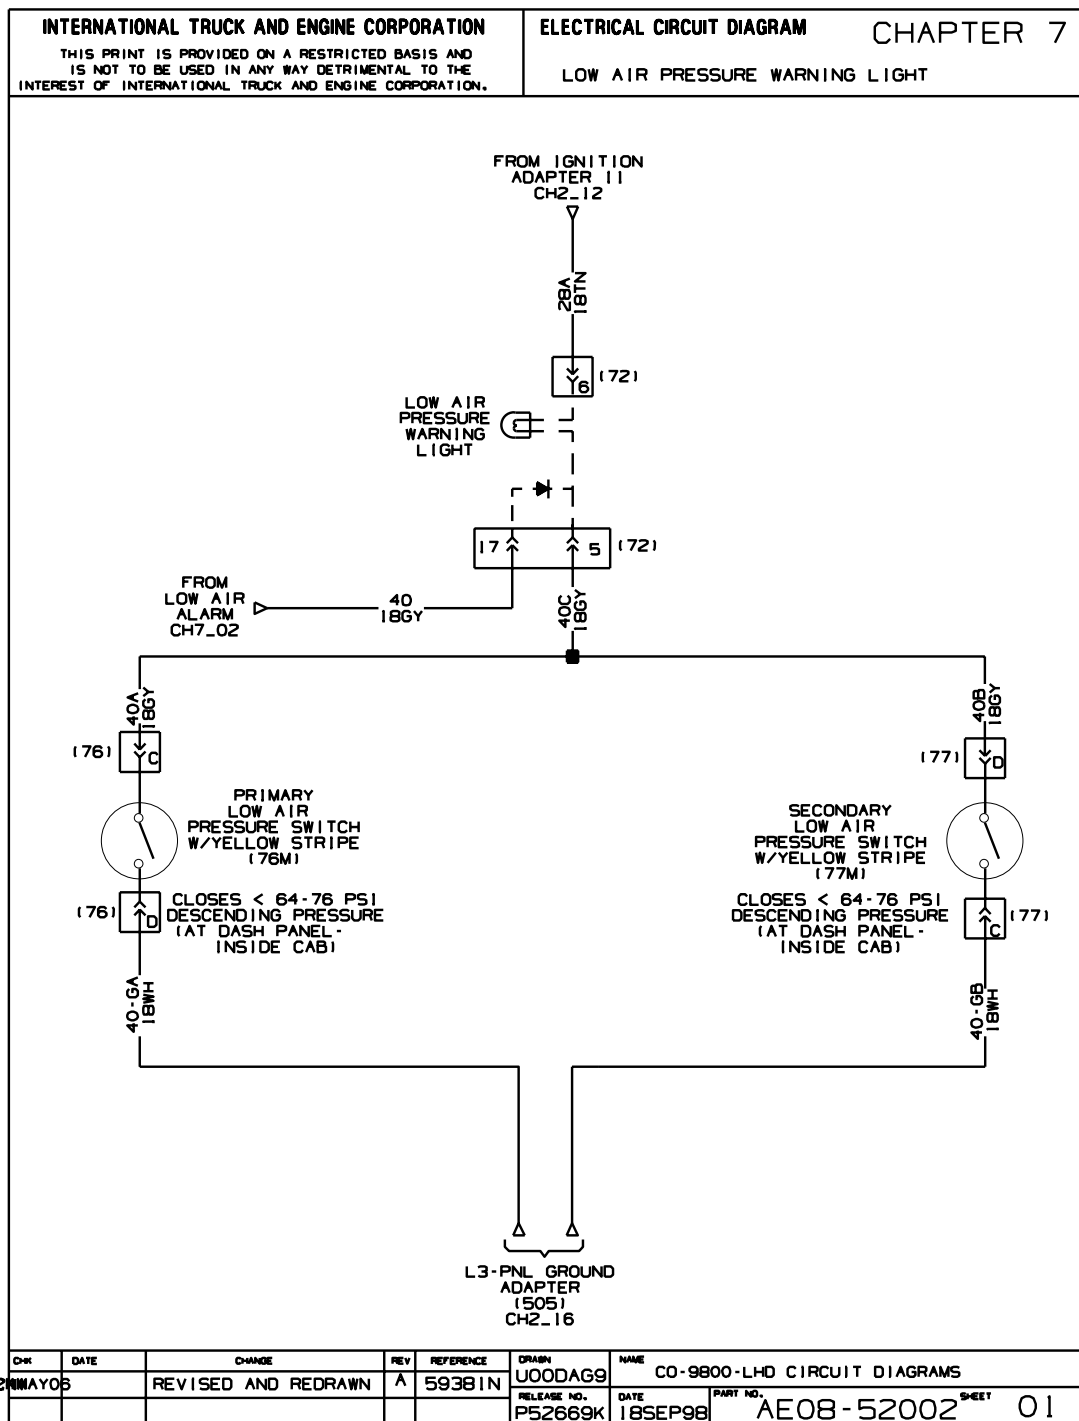 INTERNATIONAL TRUCK AND ENGINE CORPORATION
THIS PRINT IS PROVIDED ON A RESTRICTED BASIS AND
IS NOT TO BE USED IN ANY WAY DETRIMENTAL TO THE
INTEREST OF INTERNATIONAL TRUCK AND ENGINE CORPORATION.
ELECTRICAL CIRCUIT DIAGRAM
CHAPTER 7
LOW AIR PRESSURE WARNING LIGHT
FROM IGNITION
ADAPTER 11
CH2_12
28A
18TN
6
(72)
LOW AIR
PRESSURE
WARNING
LIGHT
17
5
(72)
FROM
LOW AIR
ALARM
CH7_02
40
18GY
40C
18GY
40A
18GY
(76)
C
PRIMARY
LOW AIR
PRESSURE SWITCH
W/YELLOW STRIPE
(76M)
(76)
D
CLOSES < 64-76 PSI
DESCENDING PRESSURE
(AT DASH PANEL-
INSIDE CAB)
40-GA
18WH
40B
18GY
(77)
D
SECONDARY
LOW AIR
PRESSURE SWITCH
W/YELLOW STRIPE
(77M)
CLOSES < 64-76 PSI
DESCENDING PRESSURE
(AT DASH PANEL-
INSIDE CAB)
C
(77)
40-GB
18WH
L3-PNL GROUND
ADAPTER
(505)
CH2_16
CHK
DATE
CHANGE
REV
REFERENCE
REVISED AND REDRAWN
A
59381N
DRAWN
U00DAG9
NAME
CO-9800-LHD CIRCUIT DIAGRAMS
RELEASE NO.
P52669K
DATE
18SEP98
PART NO.
AE08-52002
SHEET
01